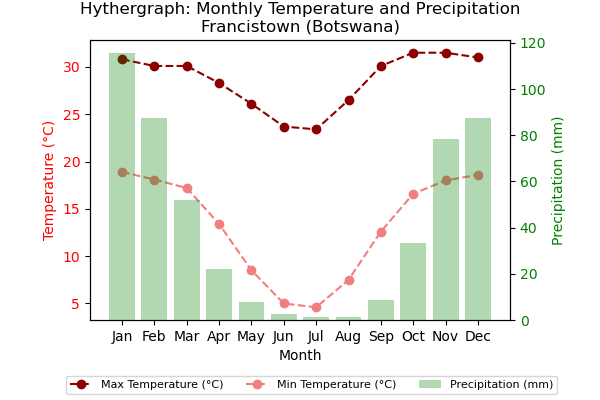 Hythergraph: Monthly Temperature and Precipitation
Francistown (Botswana)
Temperature (°C)
30
25
20
15
10
5
120
100
80
60
40
20
0
Precipitation (mm)
Jan Feb Mar Apr May Jun Jul Aug Sep Oct Nov Dec
Month
Max Temperature (°C) Min Temperature (°C) Precipitation (mm)